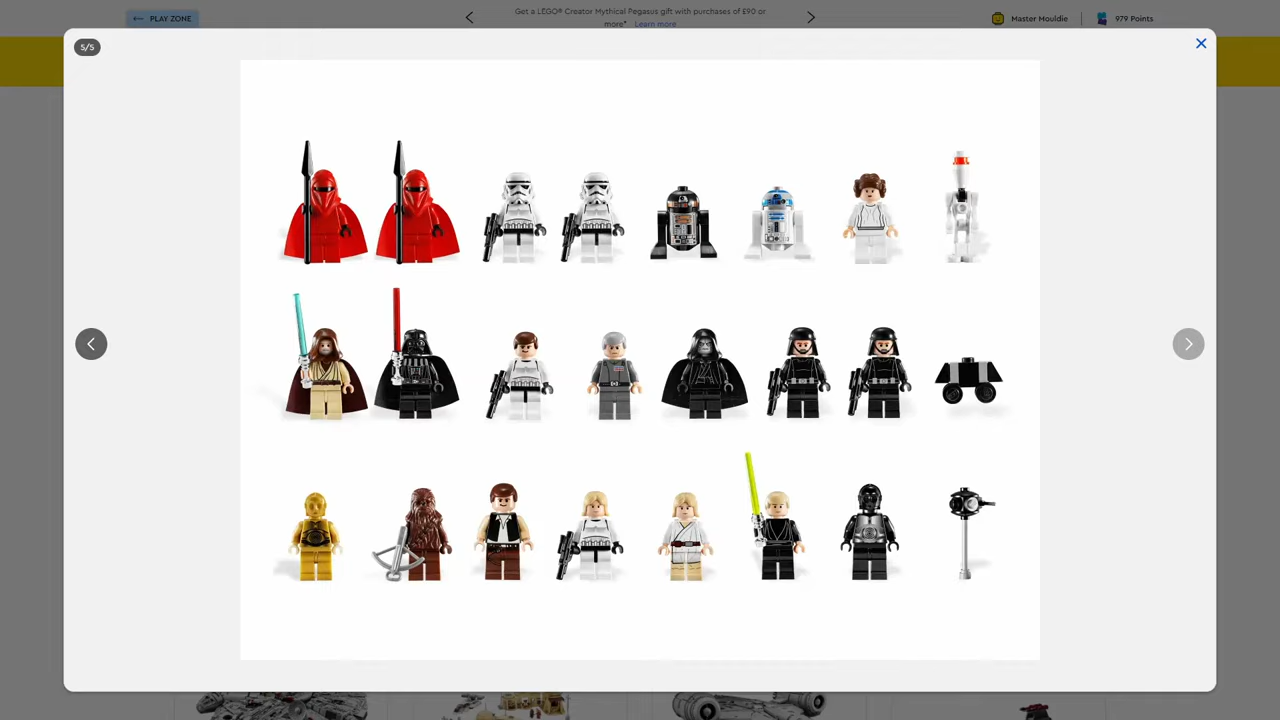 PLAY ZONE
Get a LEGO® Creator Mythical Pegasus gift with purchases of £90 or
more* Learn more
Master Mouldie
979 Points
5/5